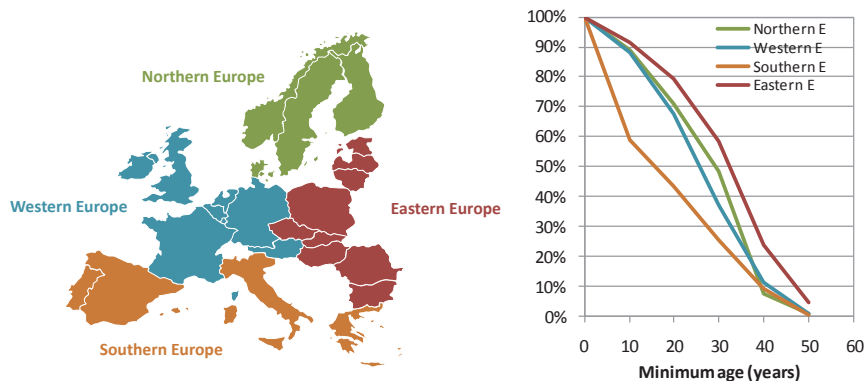 Northern Europe
Western Europe
Eastern Europe
Southern Europe
100%
90%
80%
70%
60%
50%
40%
30%
20%
10%
0%
Northern E
Western E
Southern E
Eastern E
0 10 20 30 40 50 60
Minimum age (years)